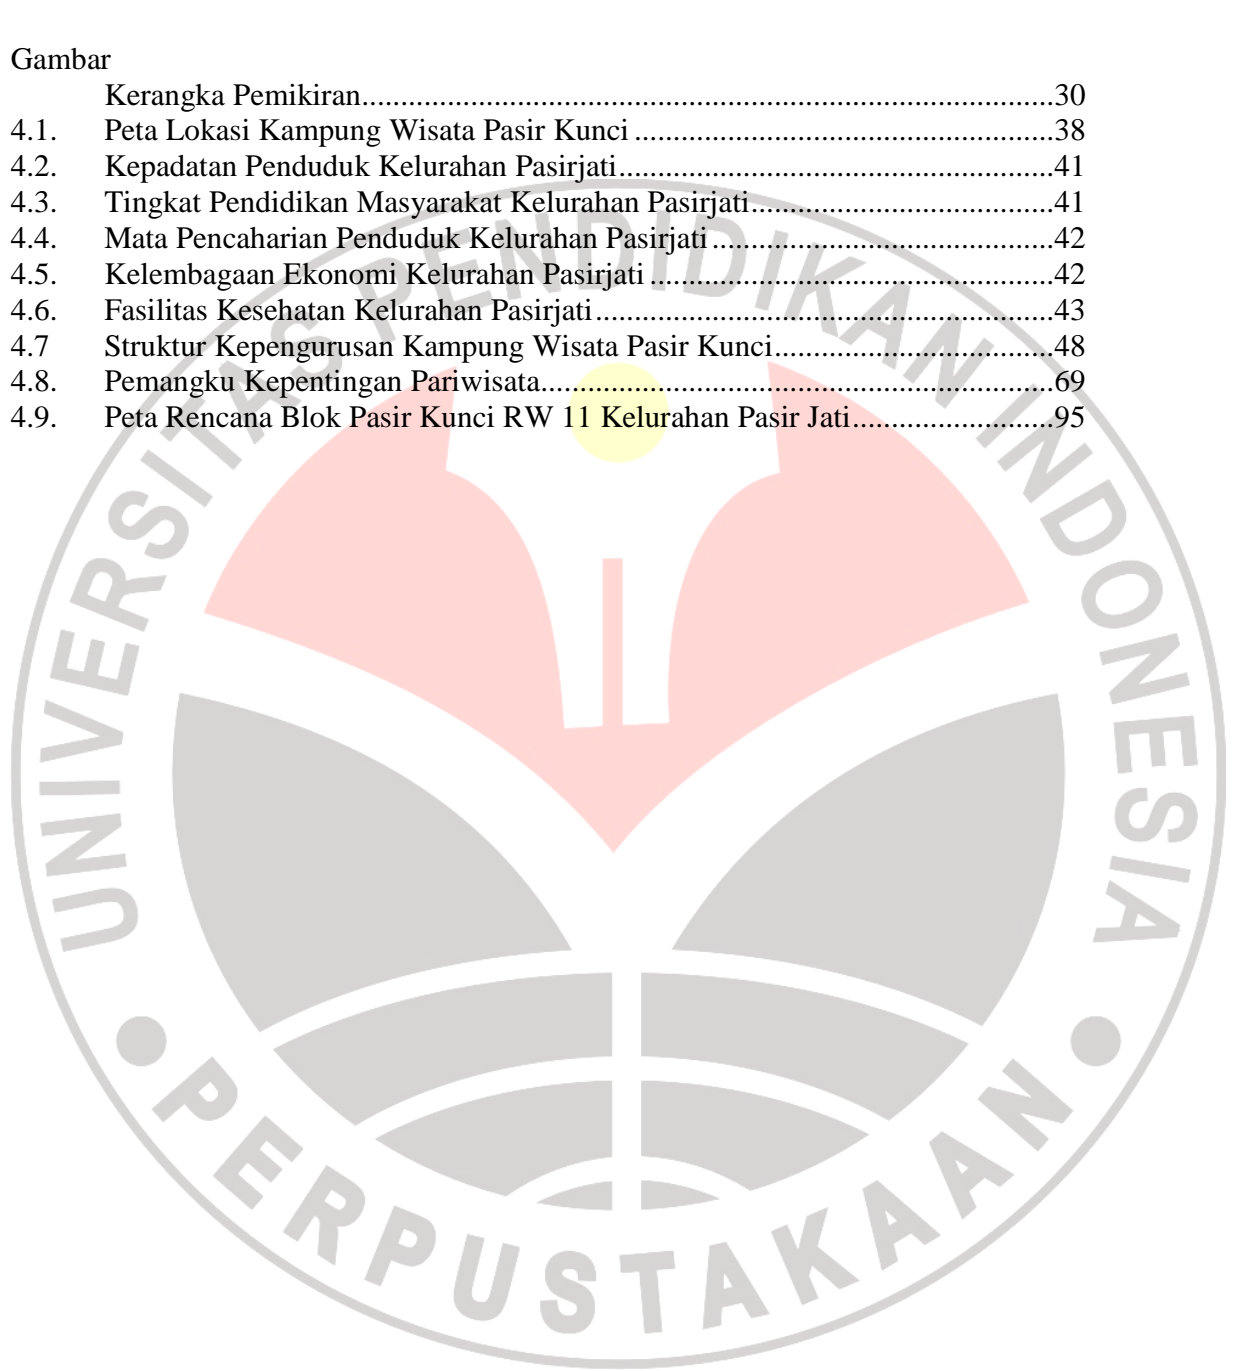 Gambar
Kerangka Pemikiran.........................................................................................30
4.1. Peta Lokasi Kampung Wisata Pasir Kunci ......................................................38
4.2. Kepadatan Penduduk Kelurahan Pasirjati........................................................41
4.3. Tingkat Pendidikan Masyarakat Kelurahan Pasirjati.......................................41
4.4. Mata Pencaharian Penduduk Kelurahan Pasirjati ............................................42
4.5. Kelembagaan Ekonomi Kelurahan Pasirjati ....................................................42
4.6. Fasilitas Kesehatan Kelurahan Pasirjati...........................................................43
4.7 Struktur Kepengurusan Kampung Wisata Pasir Kunci....................................48
4.8. Pemangku Kepentingan Pariwisata..................................................................69
4.9. Peta Rencana Blok Pasir Kunci RW 11 Kelurahan Pasir Jati..........................95
UNIVERSITAS PENDIDIKAN INDONESIA
PERPUSTAKAAN